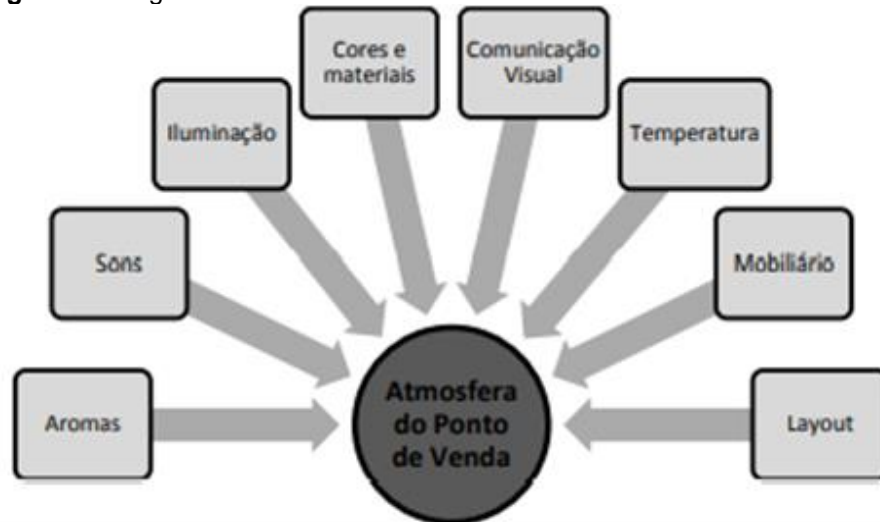 Cores e
materiais
Comunicação
Visual
Iluminação
Temperatura
Sons
Mobiliário
Aromas
Atmosfera
do Ponto
de Venda
Layout